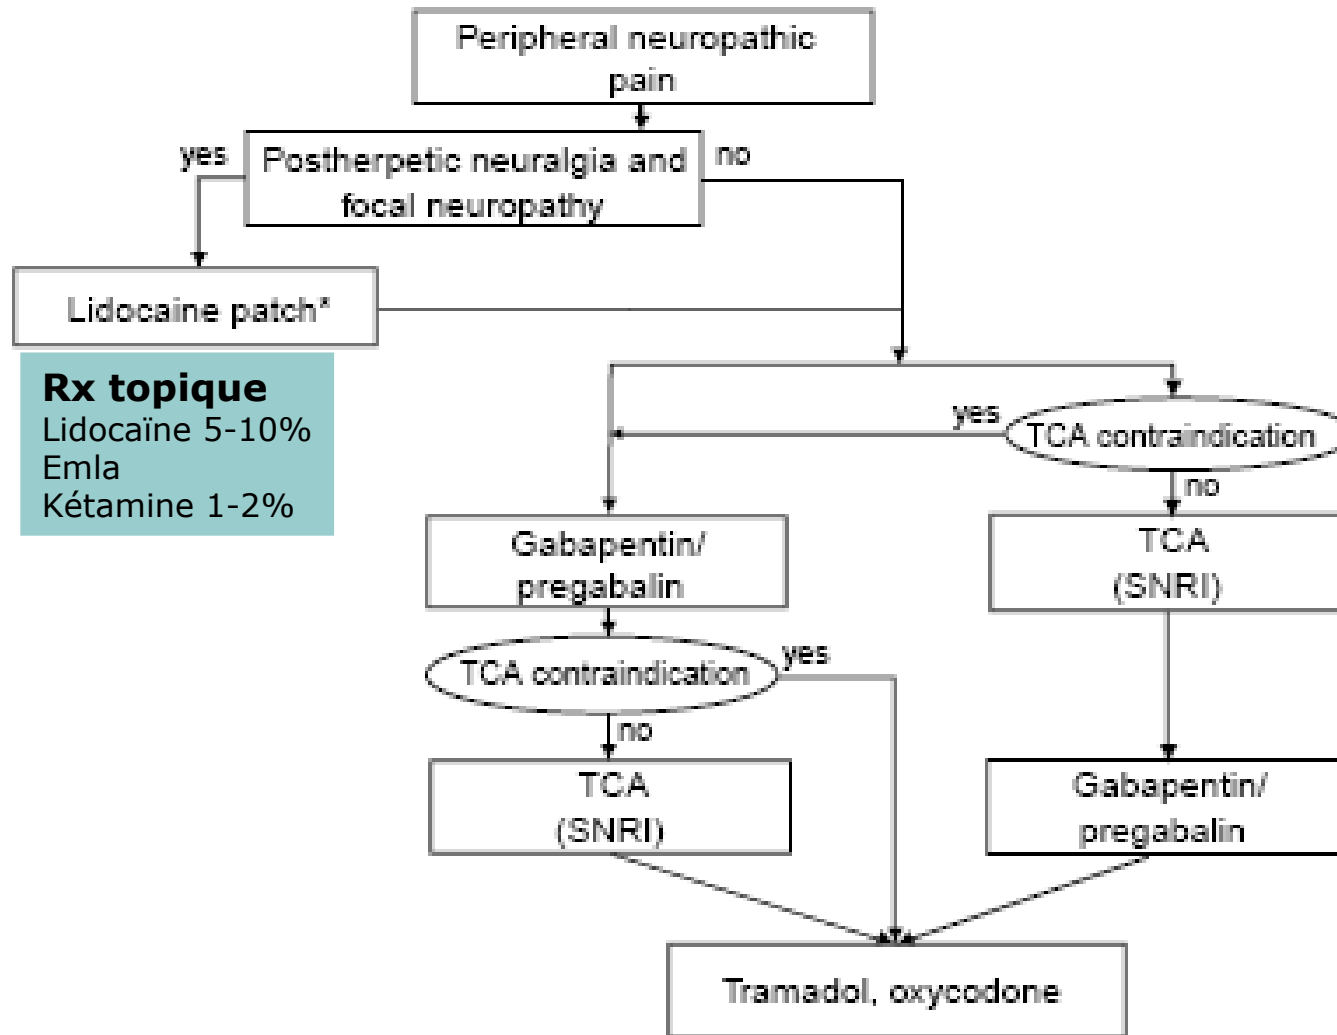 Peripheral neuropathic
pain
yes
Postherpetic neuralgia and
focal neuropathy
no
Lidocaine patch*
Rx topique
Lidocaïne 5-10%
Emla
Kétamine 1-2%
yes
TCA contraindication
no
Gabapentin/
pregabalin
TCA
(SNRI)
TCA contraindication
yes
no
TCA
(SNRI)
Gabapentin/
pregabalin
Tramadol, oxycodone